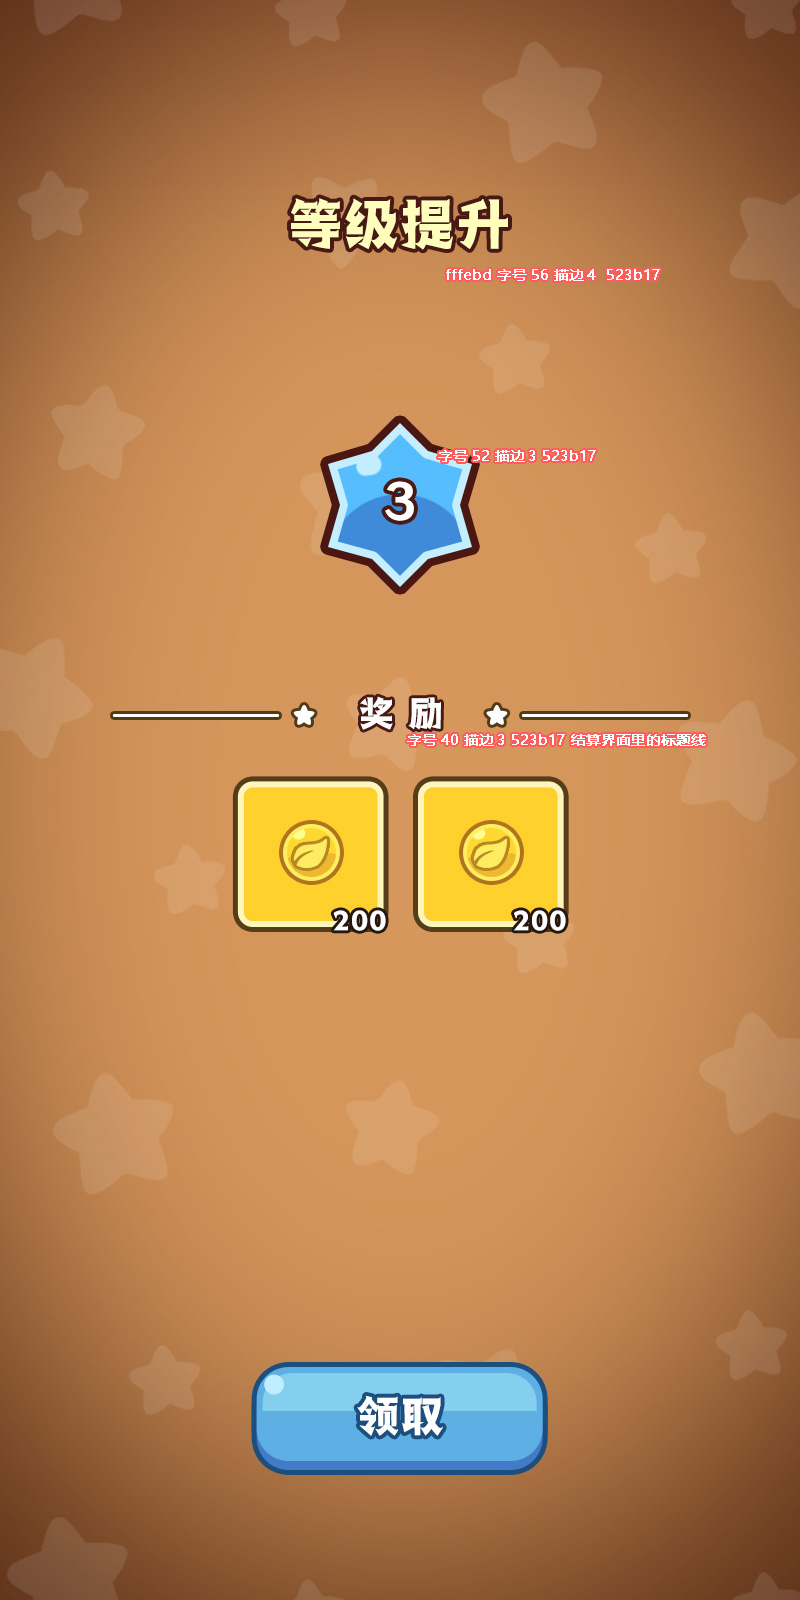 等级提升
fffebd 字号 56 描边 4 523b17
字号 52 描边 3 523b17
3
奖 励
字号 40 描边 3 523b17 结算界面里的标题线
200 200
领取